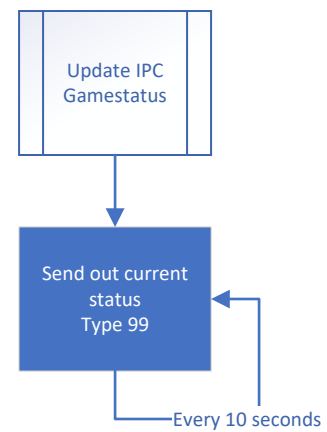 Update IPC
Gamestatus
Send out current
status
Type 99
Every 10 seconds